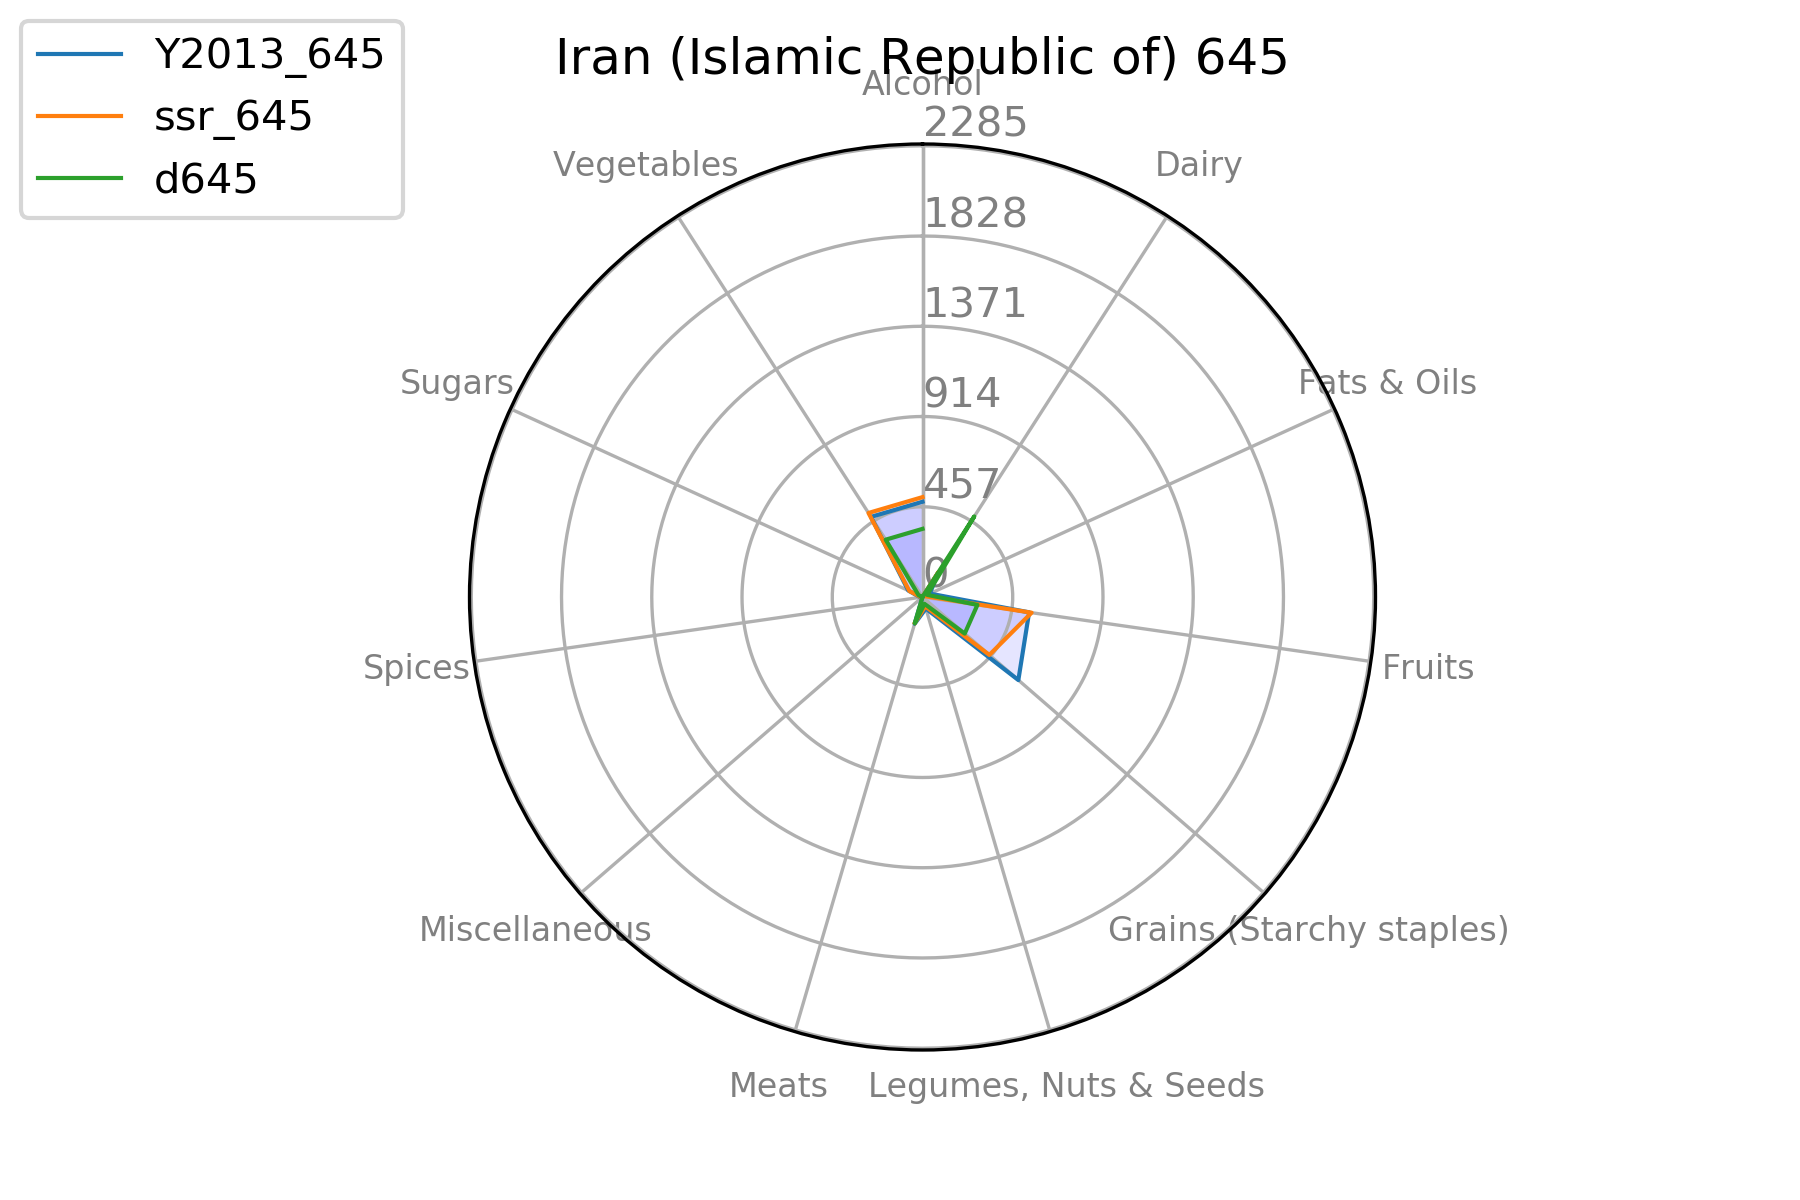 Iran (Islamic Republic of) 645
Y2013_645
ssr_645
d645
Alcohol
Dairy
Fats & Oils
Fruits
Grains (Starchy staples)
Legumes, Nuts & Seeds
Meats
Miscellaneous
Spices
Sugars
Vegetables
2285
1828
1371
914
457
0